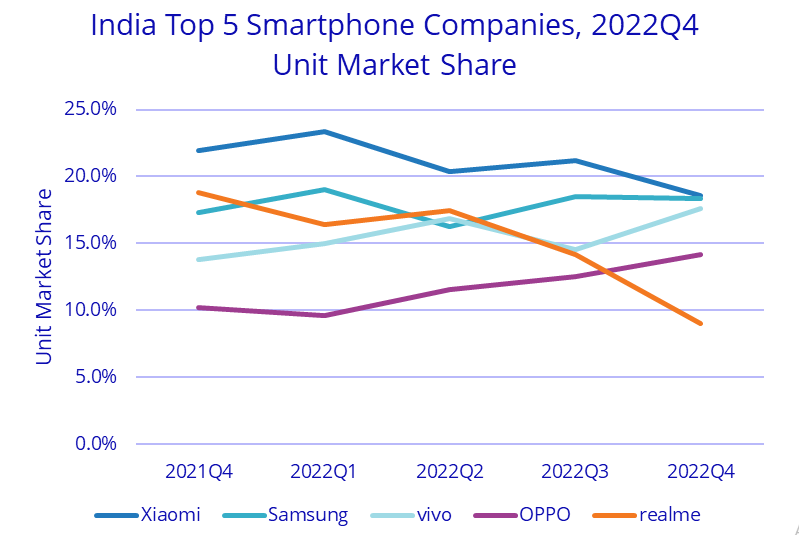 India Top 5 Smartphone Companies, 2022Q4
Unit Market Share
25.0%
20.0%
15.0%
10.0%
5.0%
0.0%
Unit Market Share
2021Q4 2022Q1 2022Q2 2022Q3 2022Q4
Xiaomi Samsung vivo OPPO realme